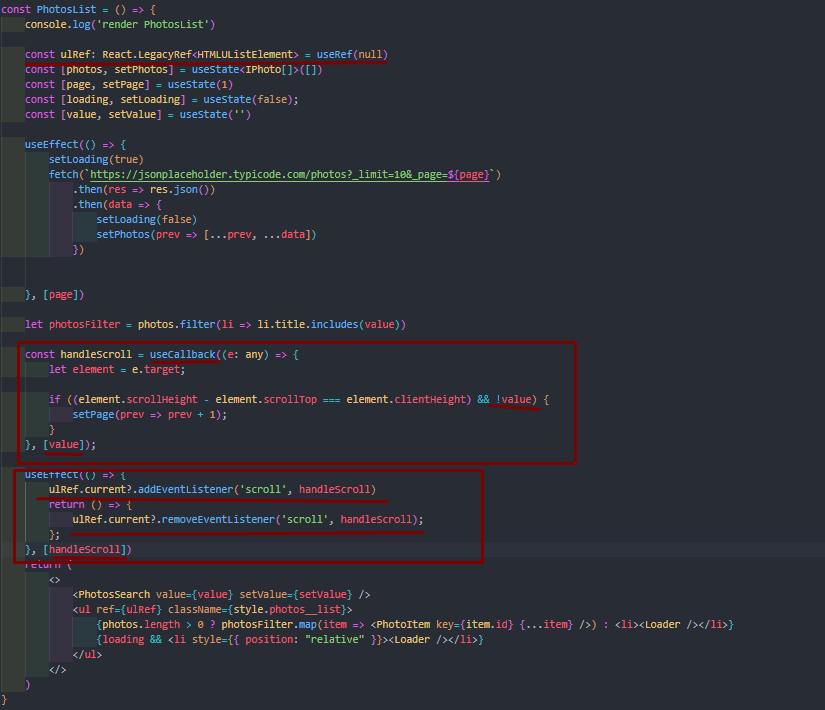 const PhotosList = () => {
console.log('render PhotosList')
const ulRef: React.LegacyRef<HTMLUListElement> = useRef(null)
const [photos, setPhotos] = useState<IPhoto[]>([])
const [page, setPage] = useState(1)
const [loading, setLoading] = useState(false);
const [value, setValue] = useState('')
useEffect(() => {
setLoading(true)
fetch(`https://jsonplaceholder.typicode.com/photos?_limit=10&_page=${page}`)
.then(res => res.json())
.then(data => {
setLoading(false)
setPhotos(prev => [...prev, ...data])
})
}, [page])
let photosFilter = photos.filter(li => li.title.includes(value))
const handleScroll = useCallback((e: any) => {
let element = e.target;
if ((element.scrollHeight - element.scrollTop === element.clientHeight) && !value) {
setPage(prev => prev + 1);
}
}, [value]);
useEffect(() => {
ulRef.current?.addEventListener('scroll', handleScroll)
return () => {
ulRef.current?.removeEventListener('scroll', handleScroll);
};
}, [handleScroll])
return (
<>
<PhotosSearch value={value} setValue={setValue} />
<ul ref={ulRef} className={style.photos__list}>
{photos.length > 0 ? photosFilter.map(item => <PhotoItem key={item.id} {...item} />) : <li><Loader /></li>}
{loading && <li style={{ position: "relative" }}><Loader /></li>}
</ul>
</>
)
}